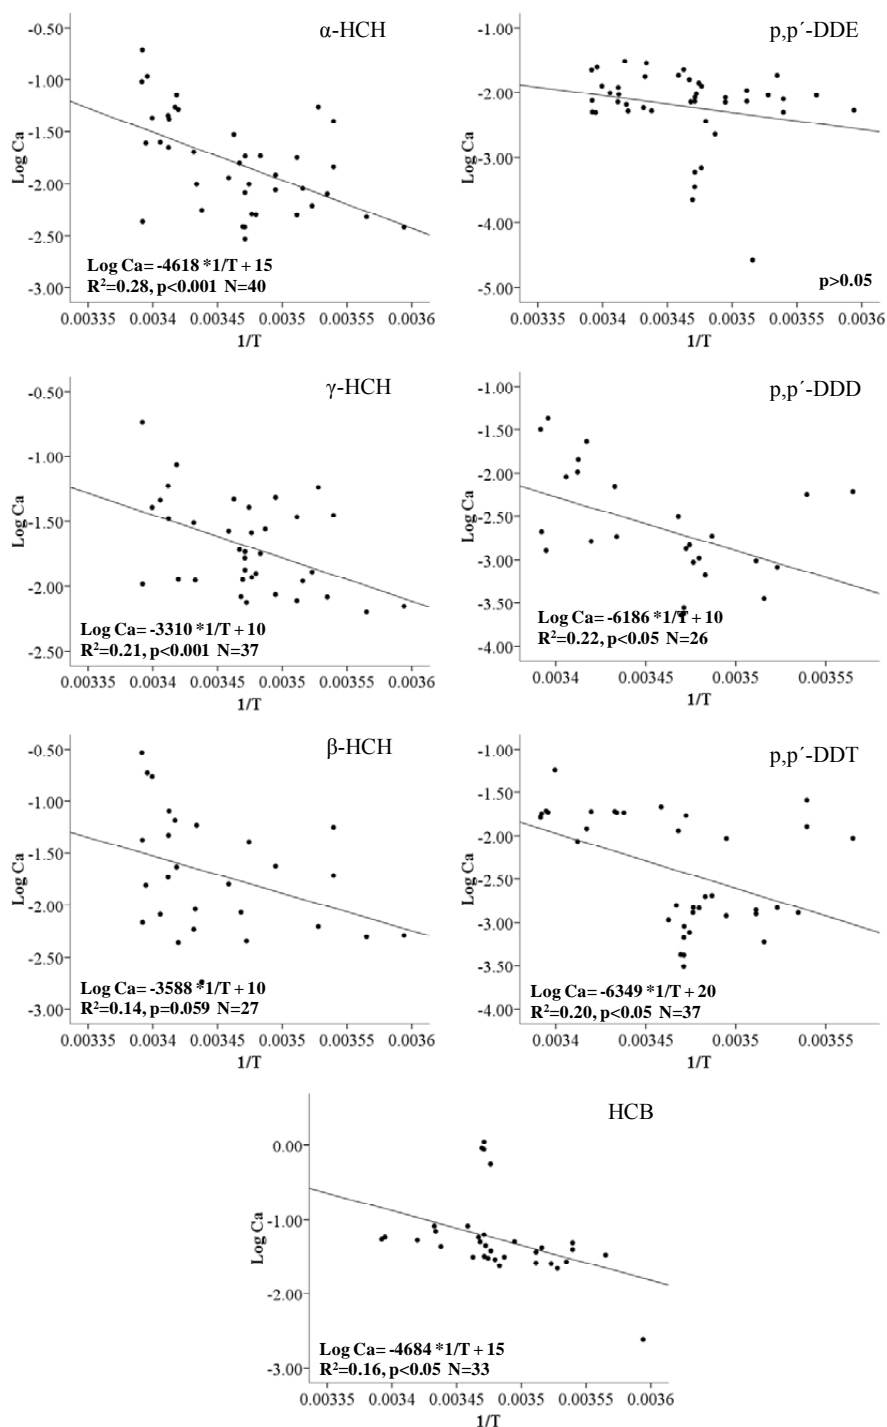 α-HCH
-0.50
-1.00
-1.50
-2.00
-2.50
-3.00
Log Ca
Log Ca= -4618 *1/T + 15
R²=0.28, p<0.001 N=40
0.00335 0.0034 0.00345 0.0035 0.00355 0.0036
1/T
p,p´-DDE
-1.00
-2.00
-3.00
-4.00
-5.00
Log Ca
p>0.05
0.00335 0.0034 0.00345 0.0035 0.00355 0.0036
1/T
γ-HCH
-0.50
-1.00
-1.50
-2.00
-2.50
Log Ca
Log Ca= -3310 *1/T + 10
R²=0.21, p<0.001 N=37
0.00335 0.0034 0.00345 0.0035 0.00355 0.0036
1/T
p,p´-DDD
-1.00
-1.50
-2.00
-2.50
-3.00
-3.50
-4.00
Log Ca
Log Ca= -6186 *1/T + 10
R²=0.22, p<0.05 N=26
0.0034 0.00345 0.0035 0.00355
1/T
β-HCH
-0.50
-1.00
-1.50
-2.00
-2.50
-3.00
Log Ca
Log Ca= -3588 *1/T + 10
R²=0.14, p=0.059 N=27
0.00335 0.0034 0.00345 0.0035 0.00355 0.0036
1/T
p,p´-DDT
-1.00
-1.50
-2.00
-2.50
-3.00
-3.50
-4.00
Log Ca
Log Ca= -6349 *1/T + 20
R²=0.20, p<0.05 N=37
0.0034 0.00345 0.0035 0.00355
1/T
HCB
0.00
-1.00
-2.00
-3.00
Log Ca
Log Ca= -4684 *1/T + 15
R²=0.16, p<0.05 N=33
0.00335 0.0034 0.00345 0.0035 0.00355 0.0036
1/T